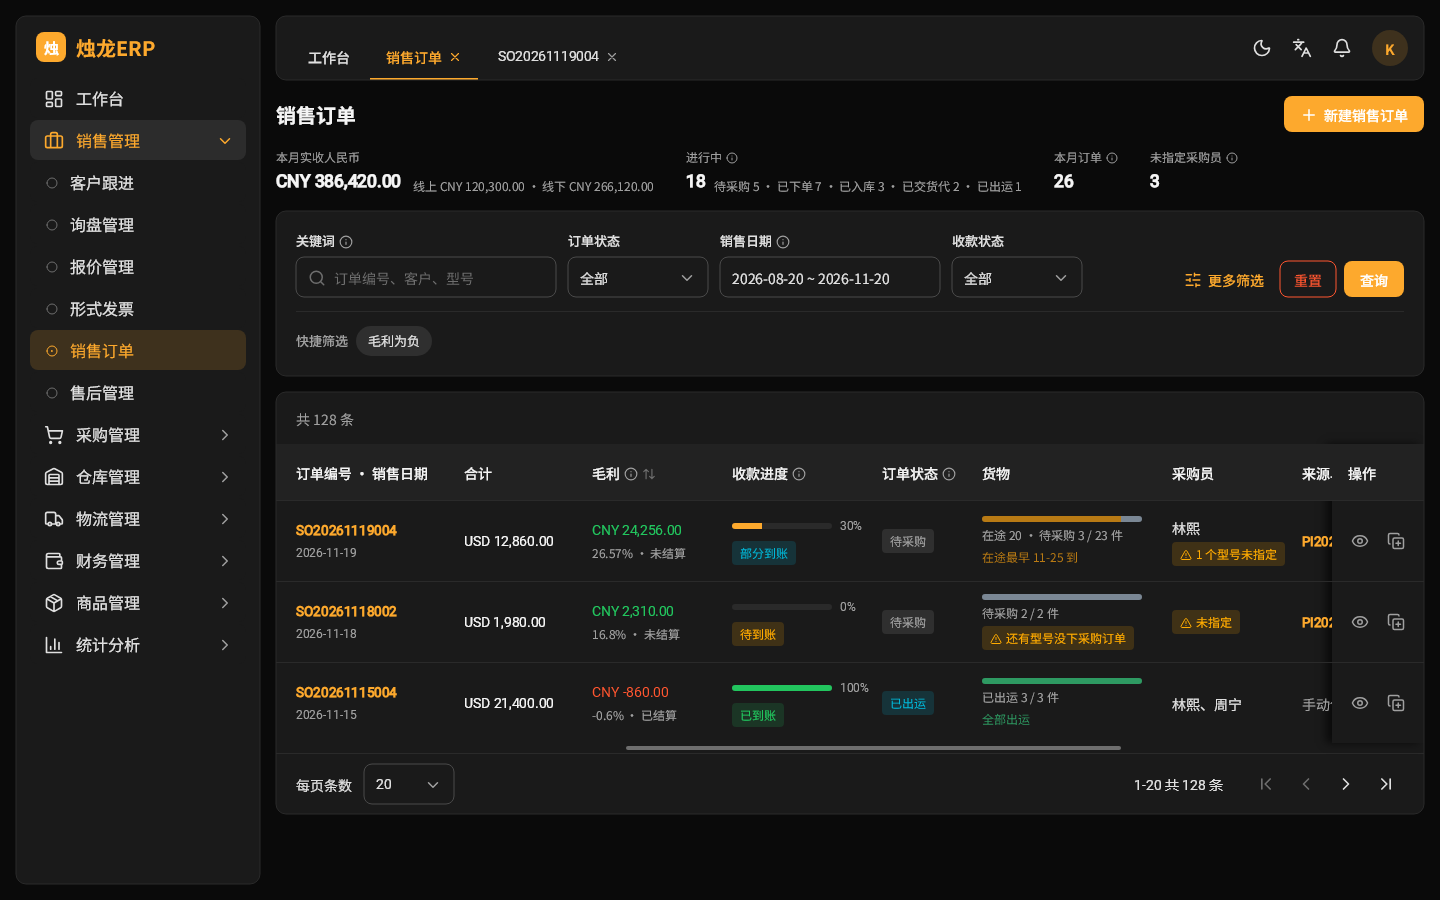 烛 烛龙ERP
工作台
销售管理
客户跟进
询盘管理
报价管理
形式发票
销售订单
售后管理
采购管理
仓库管理
物流管理
财务管理
商品管理
统计分析
工作台 销售订单 SO20261119004 K
销售订单 新建销售订单
本月实收人民币 进行中 本月订单 未指定采购员
CNY 386,420.00 线上 CNY 120,300.00 • 线下 CNY 266,120.00 18 待采购 5 • 已下单 7 • 已入库 3 • 已交货代 2 • 已出运 1 26 3
关键词 订单状态 销售日期 收款状态
订单编号、客户、型号 全部 2026-08-20 ~ 2026-11-20 全部 更多筛选 重置 查询
快捷筛选 毛利为负
共 128 条
订单编号 • 销售日期 合计 毛利 收款进度 订单状态 货物 采购员 来源 操作
SO20261119004 USD 12,860.00 CNY 24,256.00 30% 待采购 在途 20 • 待采购 3 / 23 件 林熙 PI202
2026-11-19 26.57% • 未结算 部分到账 在途最早 11-25 到 1 个型号未指定
SO20261118002 USD 1,980.00 CNY 2,310.00 0% 待采购 待采购 2 / 2 件 未指定 PI202
2026-11-18 16.8% • 未结算 待到账 还有型号没下采购订单
SO20261115004 USD 21,400.00 CNY -860.00 100% 已出运 已出运 3 / 3 件 林熙、周宁 手动
2026-11-15 -0.6% • 已结算 已到账 全部出运
每页条数 20 1-20 共 128 条